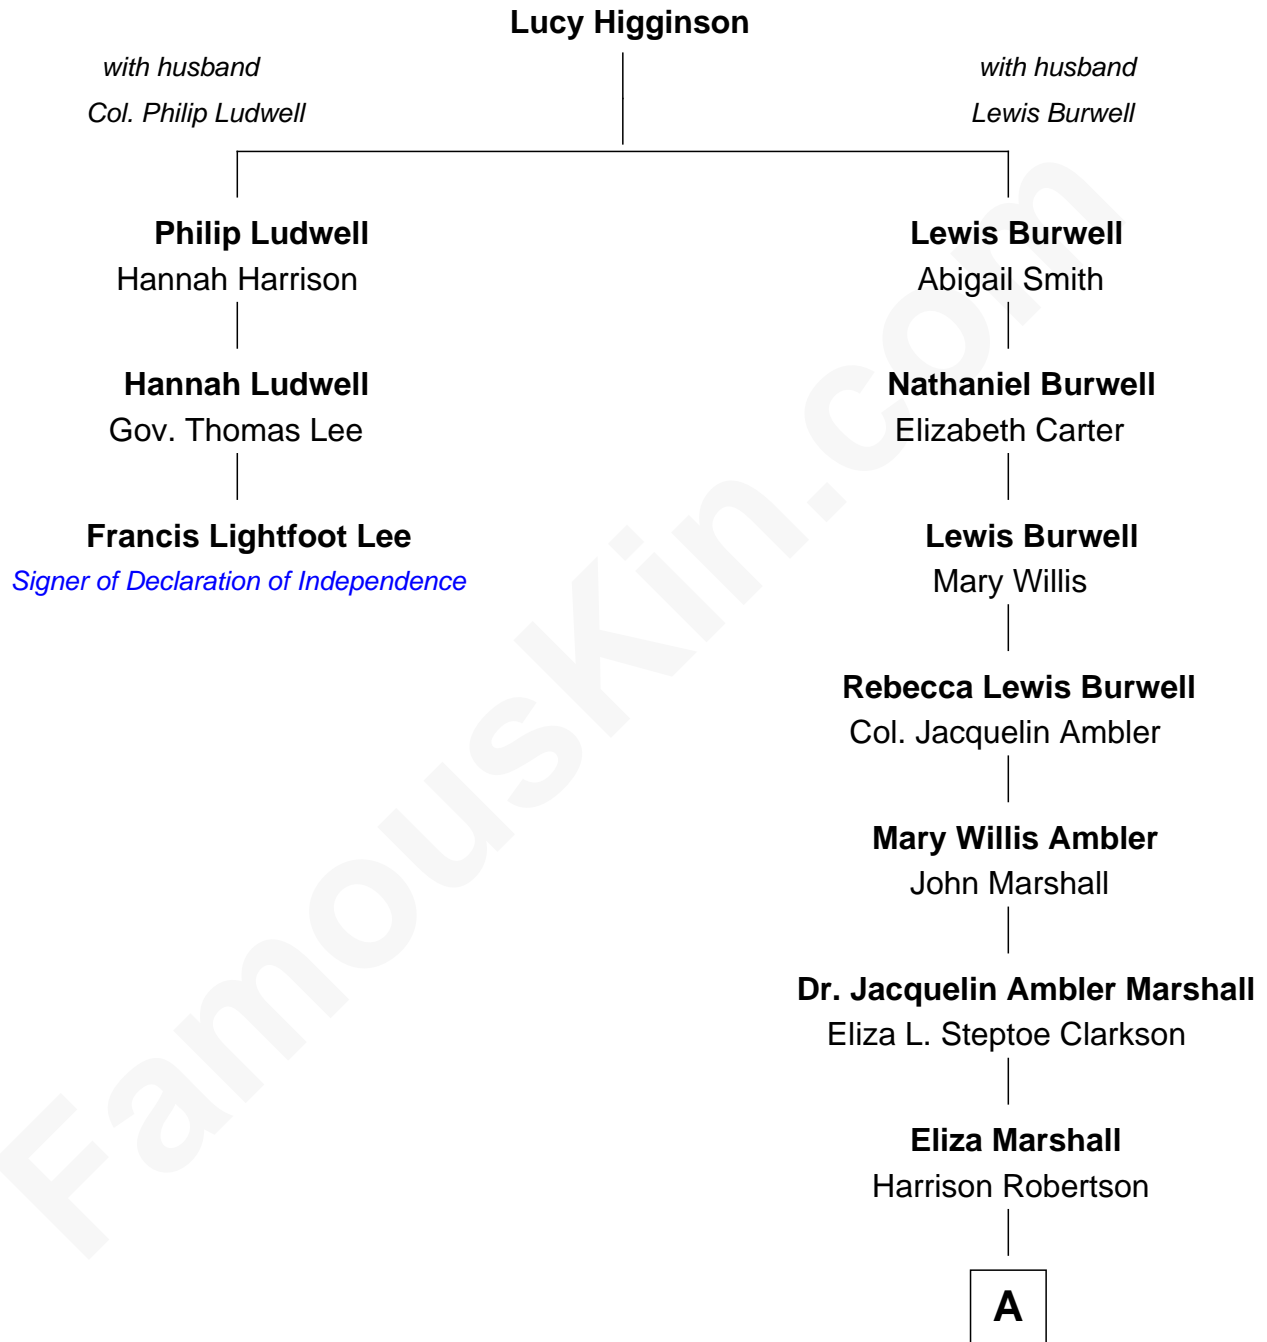 Lucy Higginson
with husband
Col. Philip Ludwell
with husband
Lewis Burwell
Philip Ludwell
Hannah Harrison
Hannah Ludwell
Gov. Thomas Lee
Francis Lightfoot Lee
Signer of Declaration of Independence
Lewis Burwell
Abigail Smith
Nathaniel Burwell
Elizabeth Carter
Lewis Burwell
Mary Willis
Rebecca Lewis Burwell
Col. Jacquelin Ambler
Mary Willis Ambler
John Marshall
Dr. Jacquelin Ambler Marshall
Eliza L. Steptoe Clarkson
Eliza Marshall
Harrison Robertson
A
FamousKin.com